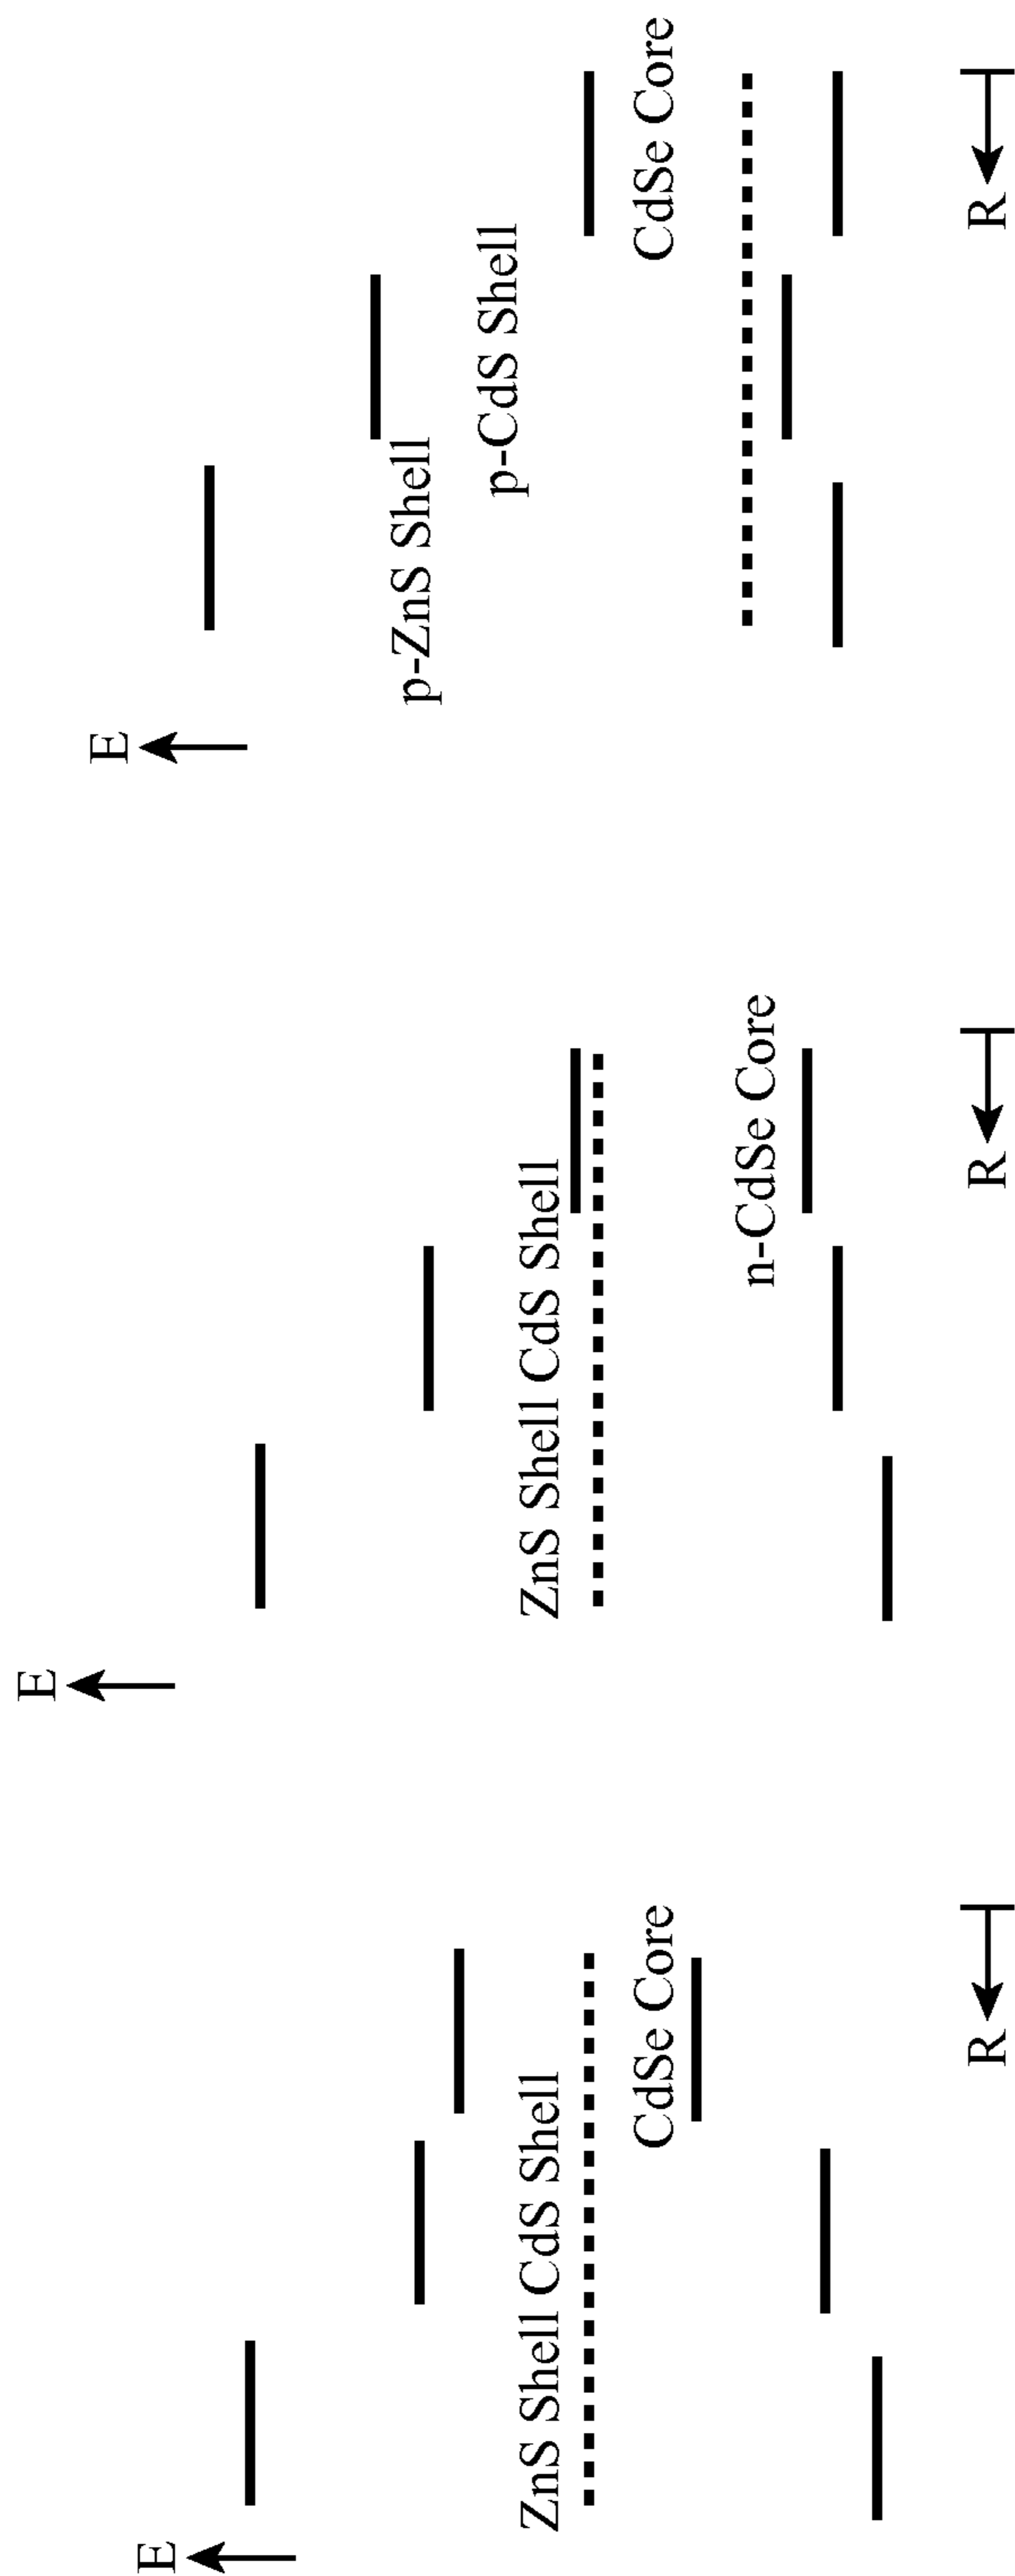 E
p-ZnS Shell
p-CdS Shell
CdSe Core
R
E
ZnS Shell CdS Shell
n-CdSe Core
R
E
ZnS Shell CdS Shell
CdSe Core
R